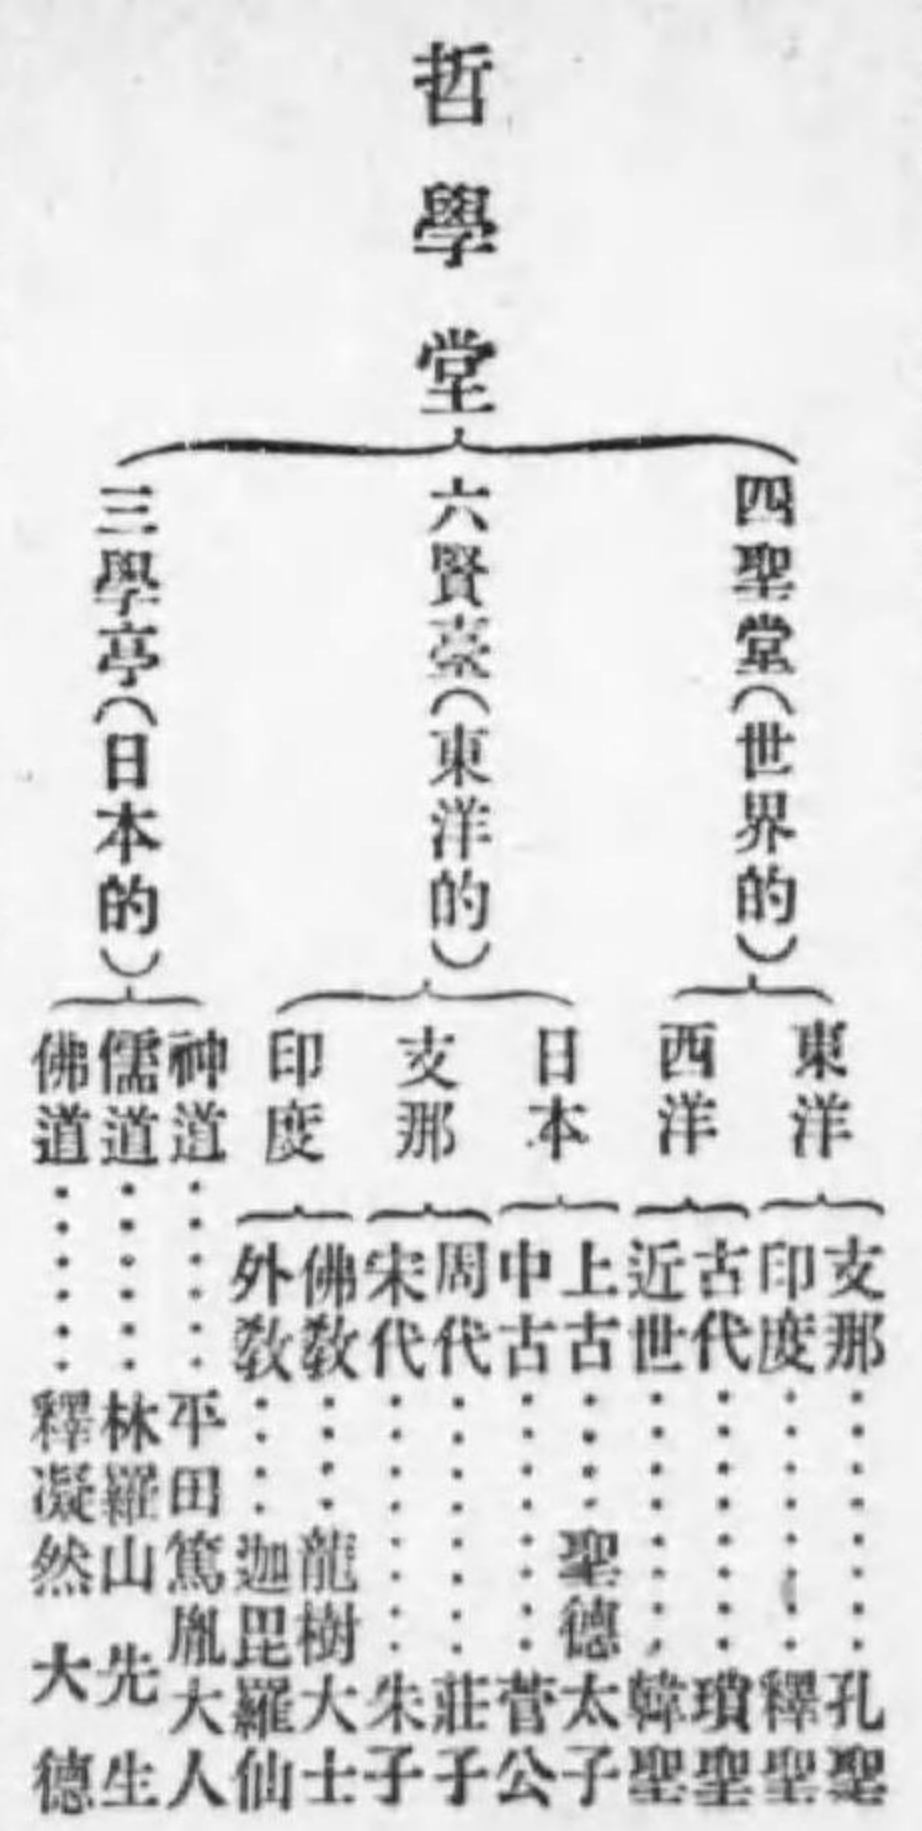 哲學堂
四聖堂(世界的)
六賢臺(東洋的)
三學亭(日本的)
東洋
西洋
日本
支那
印度
神道……平田篤胤大人
儒道……林羅山先生
佛道……釋凝然大德
支那……孔聖
印度……釋聖
古代……瑣聖
近世……韓聖
上古……聖德太子
中古……菅公
周代……莊子
宋代……朱子
佛敎……龍樹大士
外敎……迦毘羅仙